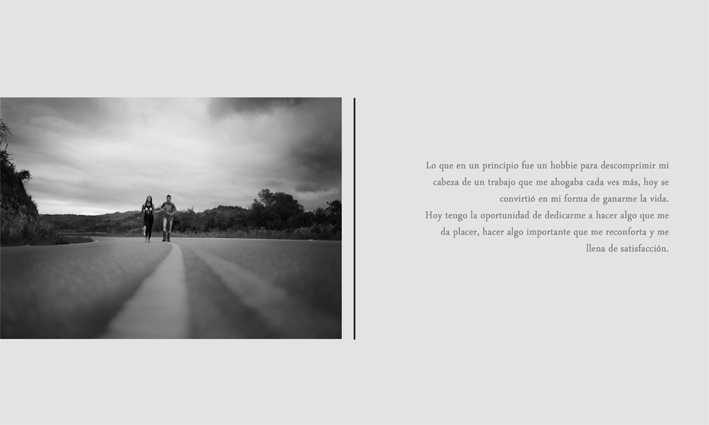 Lo que en un principio fue un hobbie para descomprimir mi
cabeza de un trabajo que me ahogaba cada ves más, hoy se
convirtió en mi forma de ganarme la vida.
Hoy tengo la oportunidad de dedicarme a hacer algo que me
da placer, hacer algo importante que me reconforta y me
llena de satisfacción.